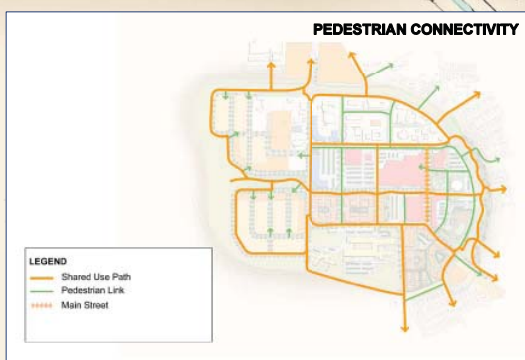 PEDESTRIAN CONNECTIVITY
LEGEND
Shared Use Path
Pedestrian Link
Main Street